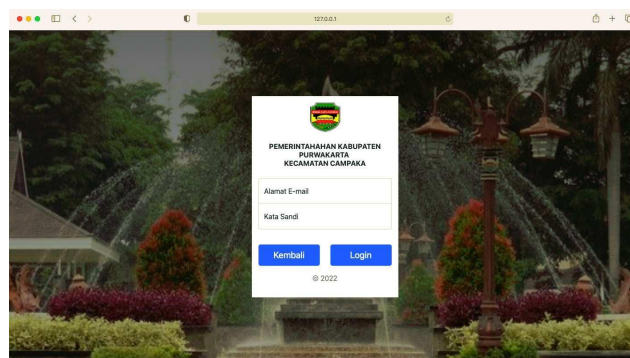 127.0.0.1
PEMERINTAHAHAN KABUPATEN
PURWAKARTA
KECAMATAN CAMPAKA
Alamat E-mail
Kata Sandi
Kembali Login
© 2022